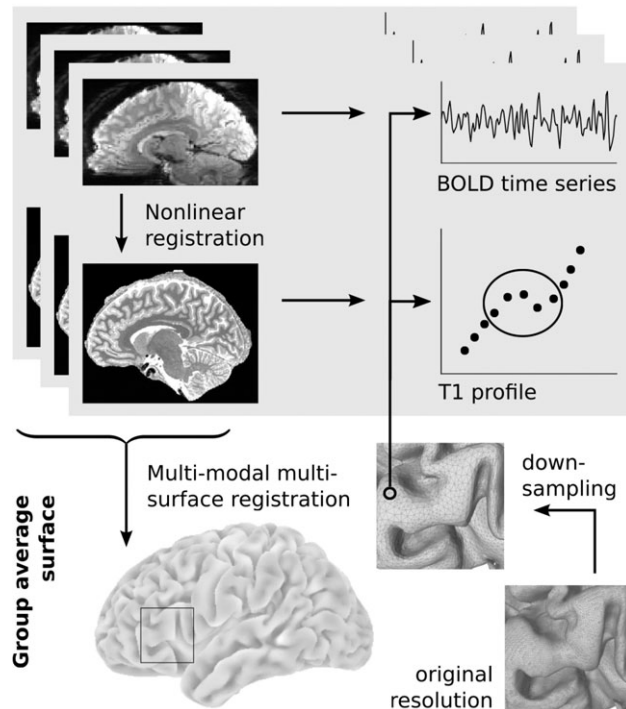 BOLD time series
Nonlinear
registration
T1 profile
Multi-modal multi-
surface registration
down-
sampling
Group average
surface
original
resolution